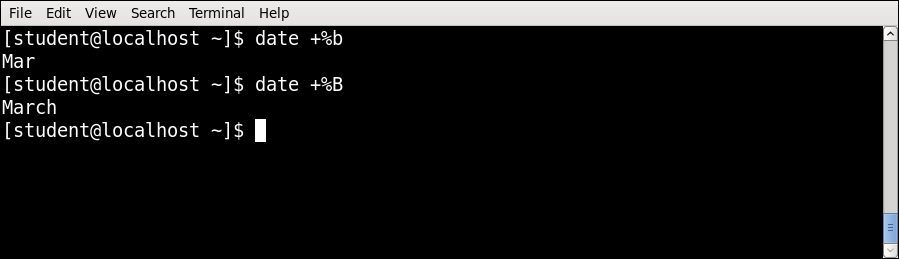 File Edit View Search Terminal Help
[student@localhost ~]$ date +%b
Mar
[student@localhost ~]$ date +%B
March
[student@localhost ~]$